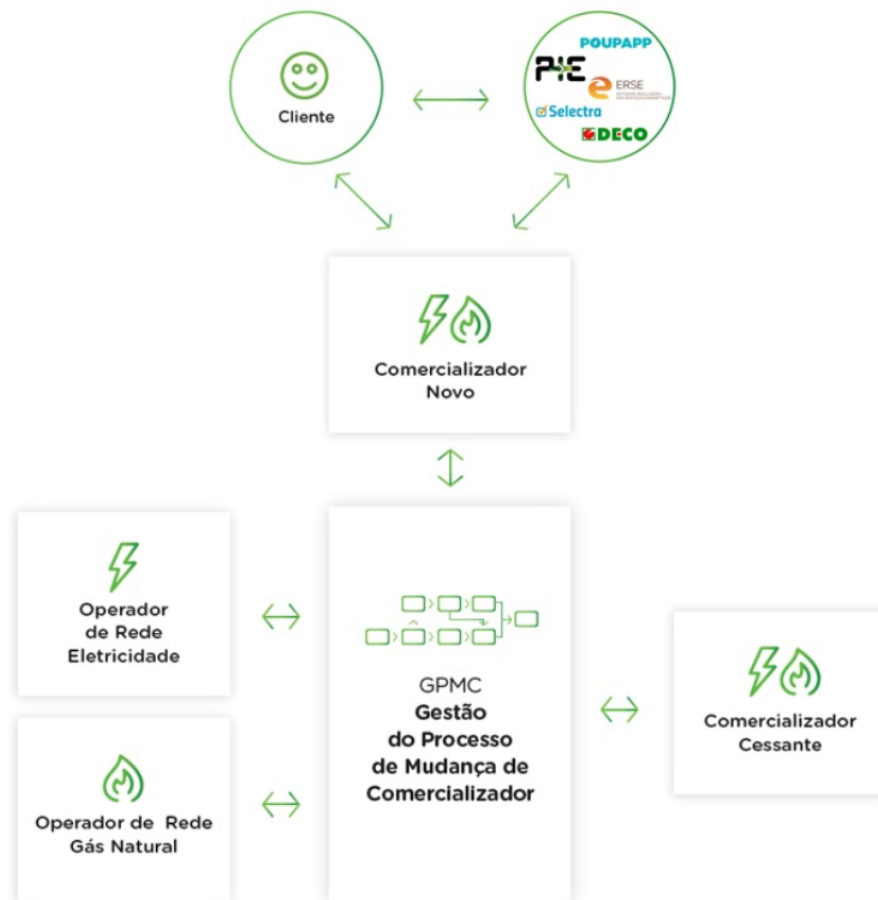 Cliente
POUPAPP
P+E
ERSE
Selectra
DECO
Comercializador
Novo
Operador
de Rede
Eletricidade
GPMC
Gestão
do Processo
de Mudança de
Comercializador
Comercializador
Cessante
Operador de Rede
Gás Natural